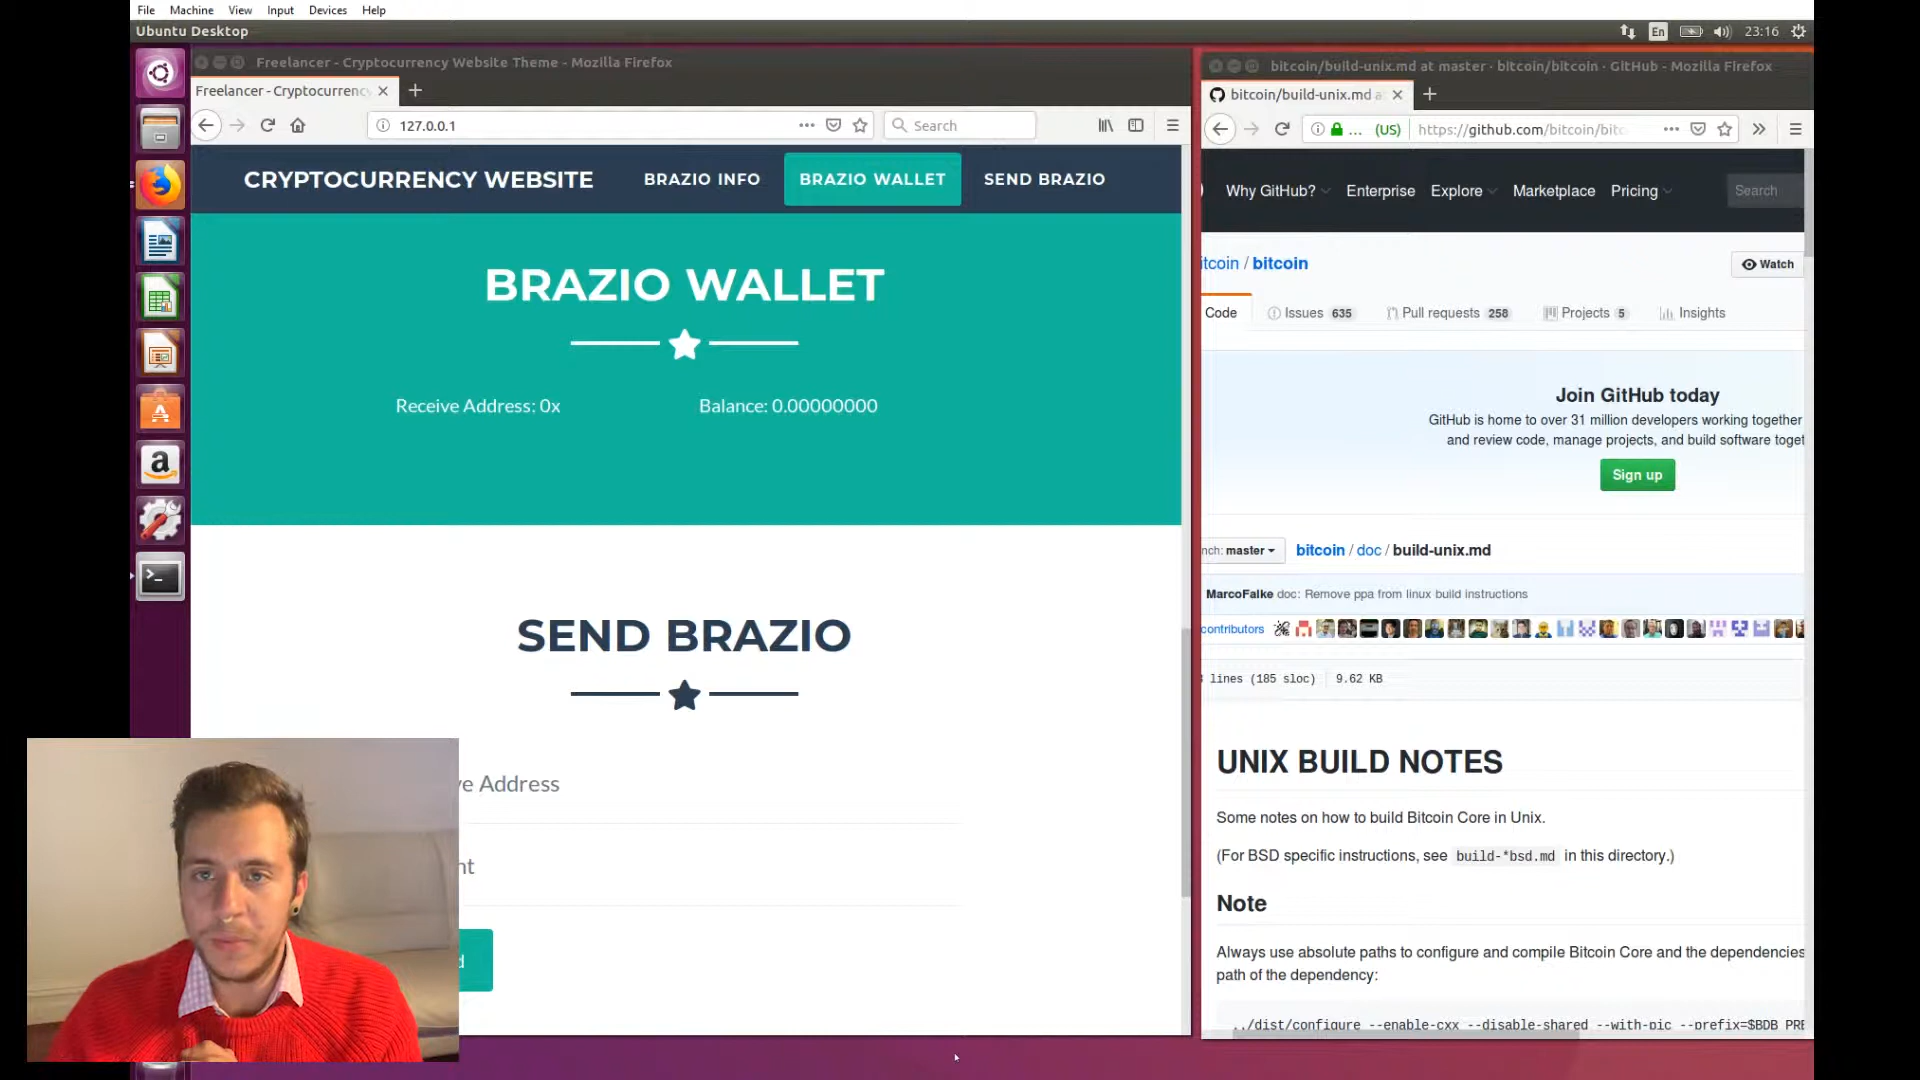 File Machine View Input Devices Help
Ubuntu Desktop
En
23:16
Freelancer - Cryptocurrency Website Theme - Mozilla Firefox
Freelancer - Cryptocurrency
127.0.0.1
Search
CRYPTOCURRENCY WEBSITE
BRAZIO INFO
BRAZIO WALLET
SEND BRAZIO
BRAZIO WALLET
Receive Address: 0x
Balance: 0.00000000
SEND BRAZIO
ve Address
nt
d
bitcoin/build-unix.md at master · bitcoin/bitcoin · GitHub - Mozilla Firefox
bitcoin/build-unix.md a
... (US)
https://github.com/bitcoin/bitc
Why GitHub? Enterprise Explore Marketplace Pricing
Search
itcoin / bitcoin
Watch
Code
Issues 635
Pull requests 258
Projects 5
Insights
Join GitHub today
GitHub is home to over 31 million developers working together
and review code, manage projects, and build software toget
Sign up
nch: master
bitcoin / doc / build-unix.md
MarcoFalke doc: Remove ppa from linux build instructions
contributors
lines (185 sloc)
9.62 KB
UNIX BUILD NOTES
Some notes on how to build Bitcoin Core in Unix.
(For BSD specific instructions, see build-*bsd.md in this directory.)
Note
Always use absolute paths to configure and compile Bitcoin Core and the dependencies
path of the dependency:
../dist/configure --enable-cxx --disable-shared --with-pic --prefix=$BDB_PRE